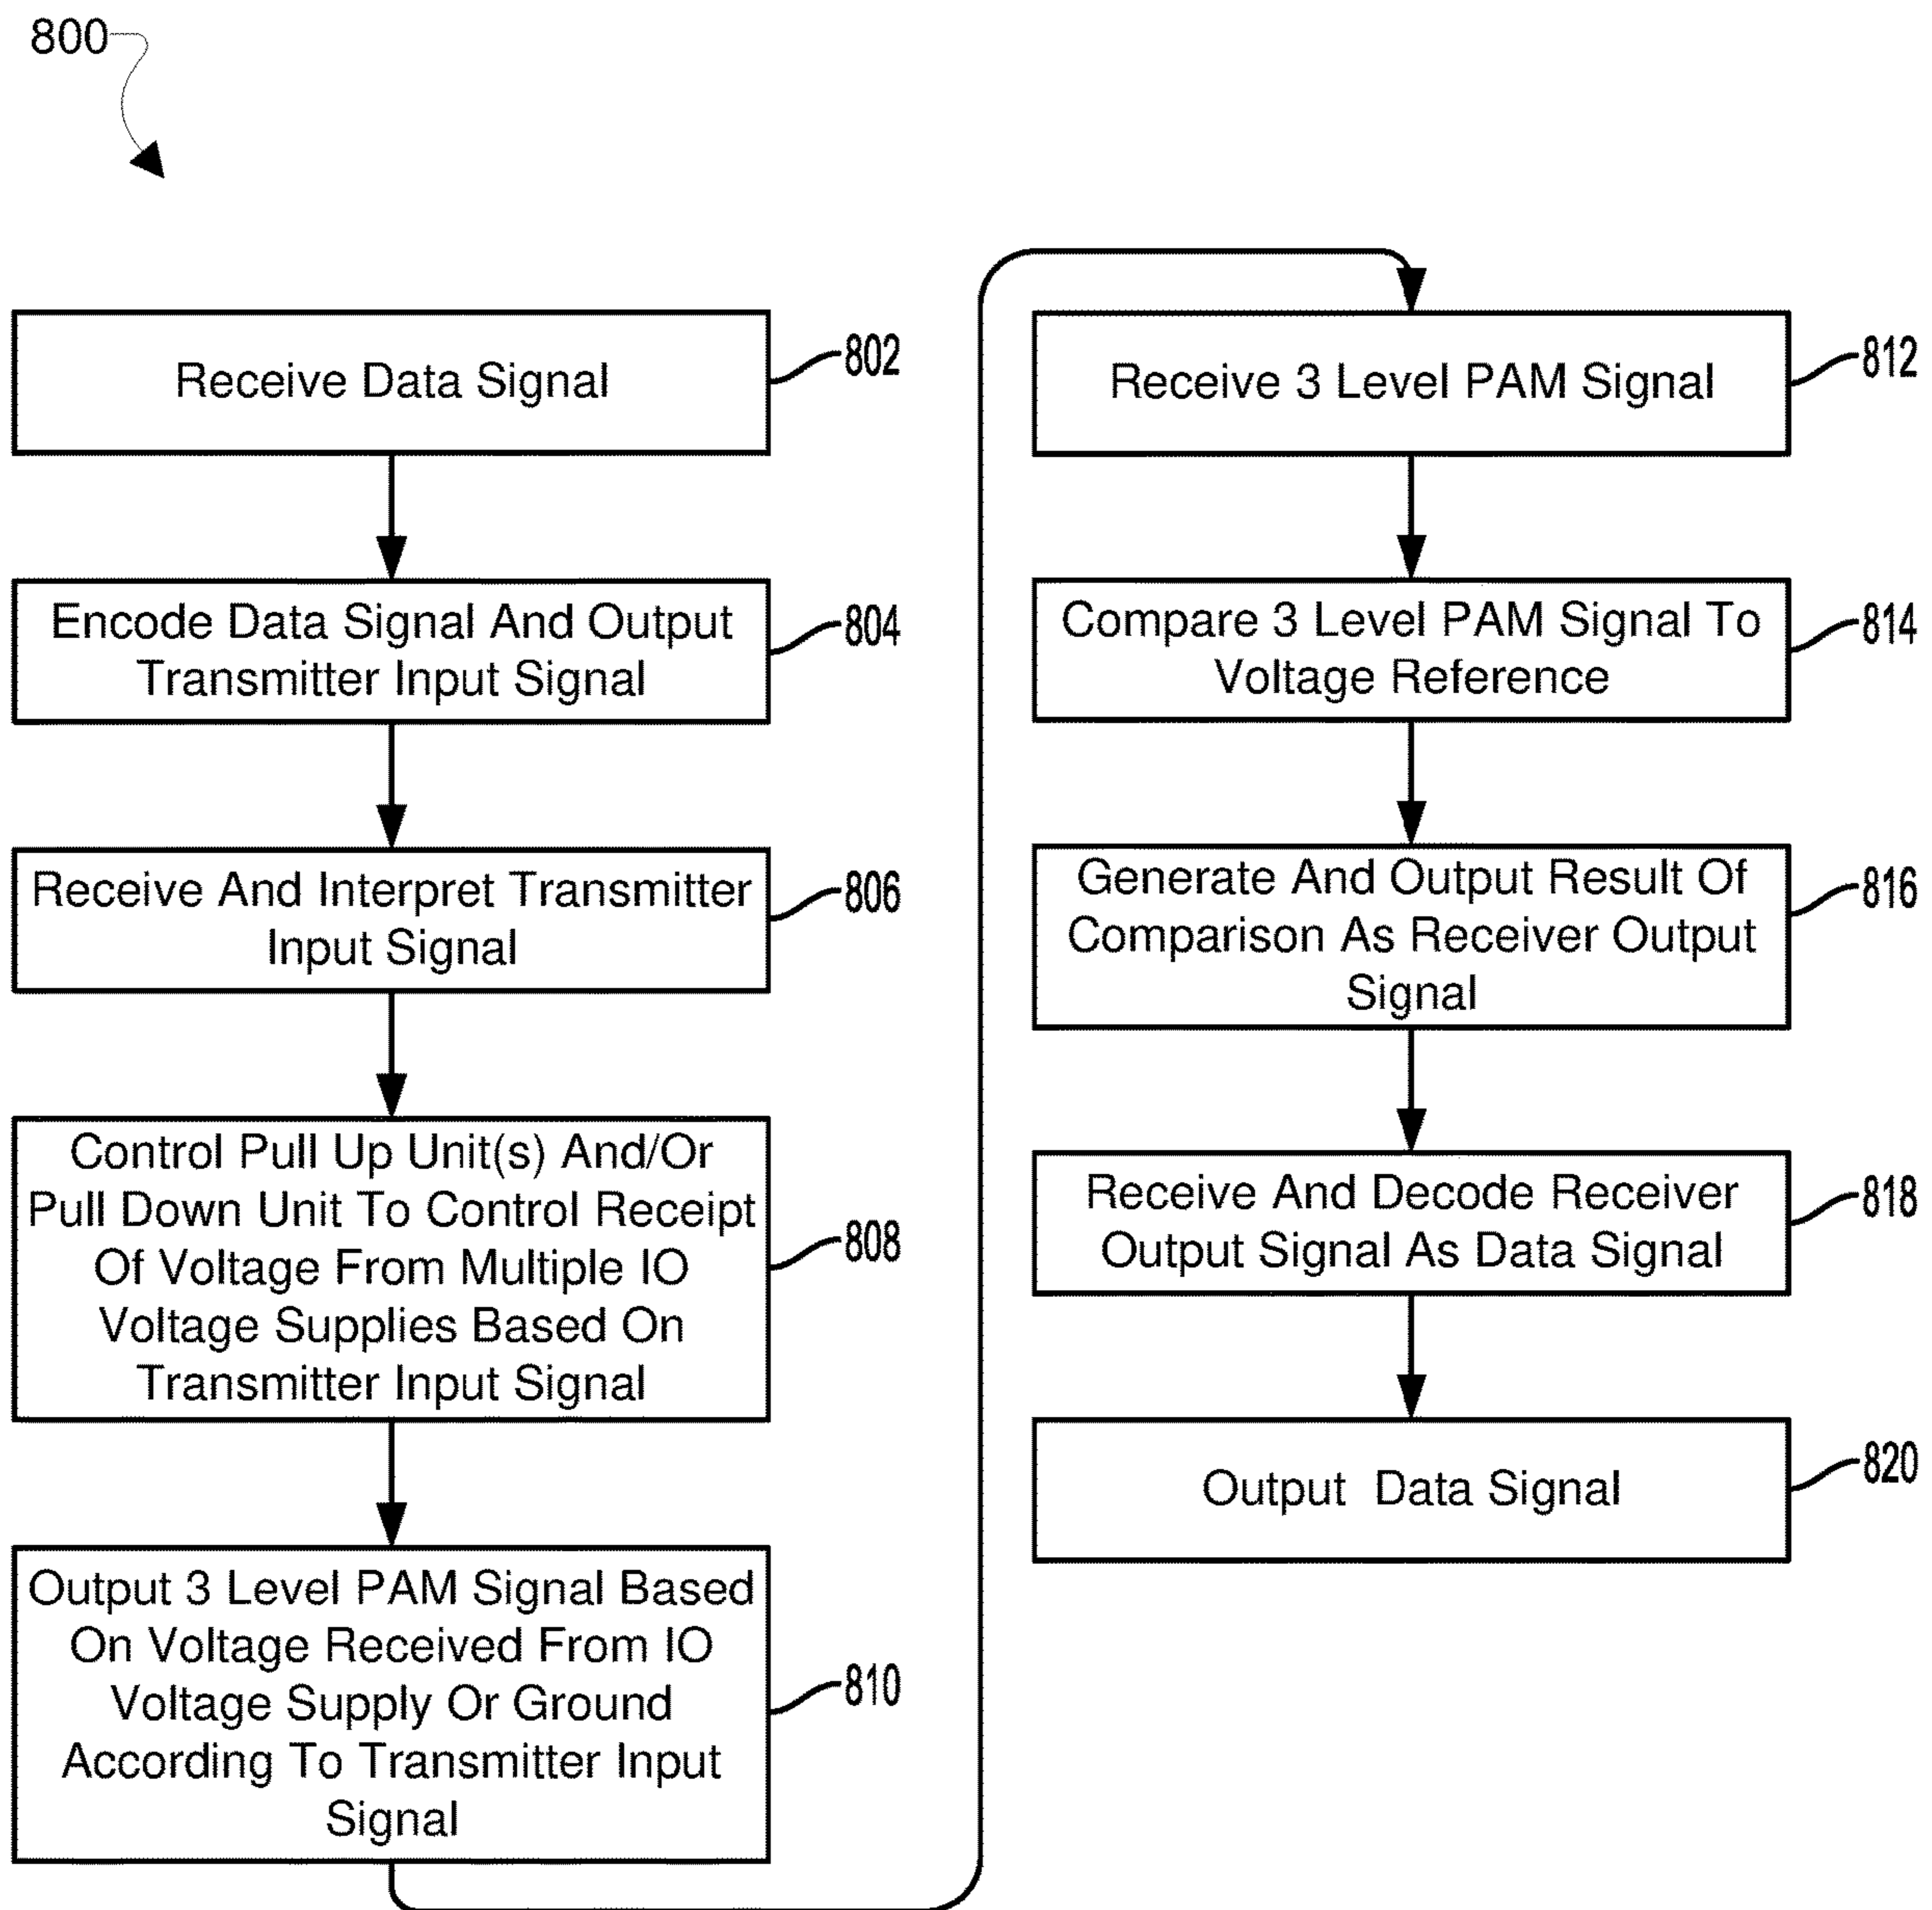 800
Receive Data Signal
802
Encode Data Signal And Output
Transmitter Input Signal
804
Receive And Interpret Transmitter
Input Signal
806
Control Pull Up Unit(s) And/Or
Pull Down Unit To Control Receipt
Of Voltage From Multiple IO
Voltage Supplies Based On
Transmitter Input Signal
808
Output 3 Level PAM Signal Based
On Voltage Received From IO
Voltage Supply Or Ground
According To Transmitter Input
Signal
810
Receive 3 Level PAM Signal
812
Compare 3 Level PAM Signal To
Voltage Reference
814
Generate And Output Result Of
Comparison As Receiver Output
Signal
816
Receive And Decode Receiver
Output Signal As Data Signal
818
Output Data Signal
820